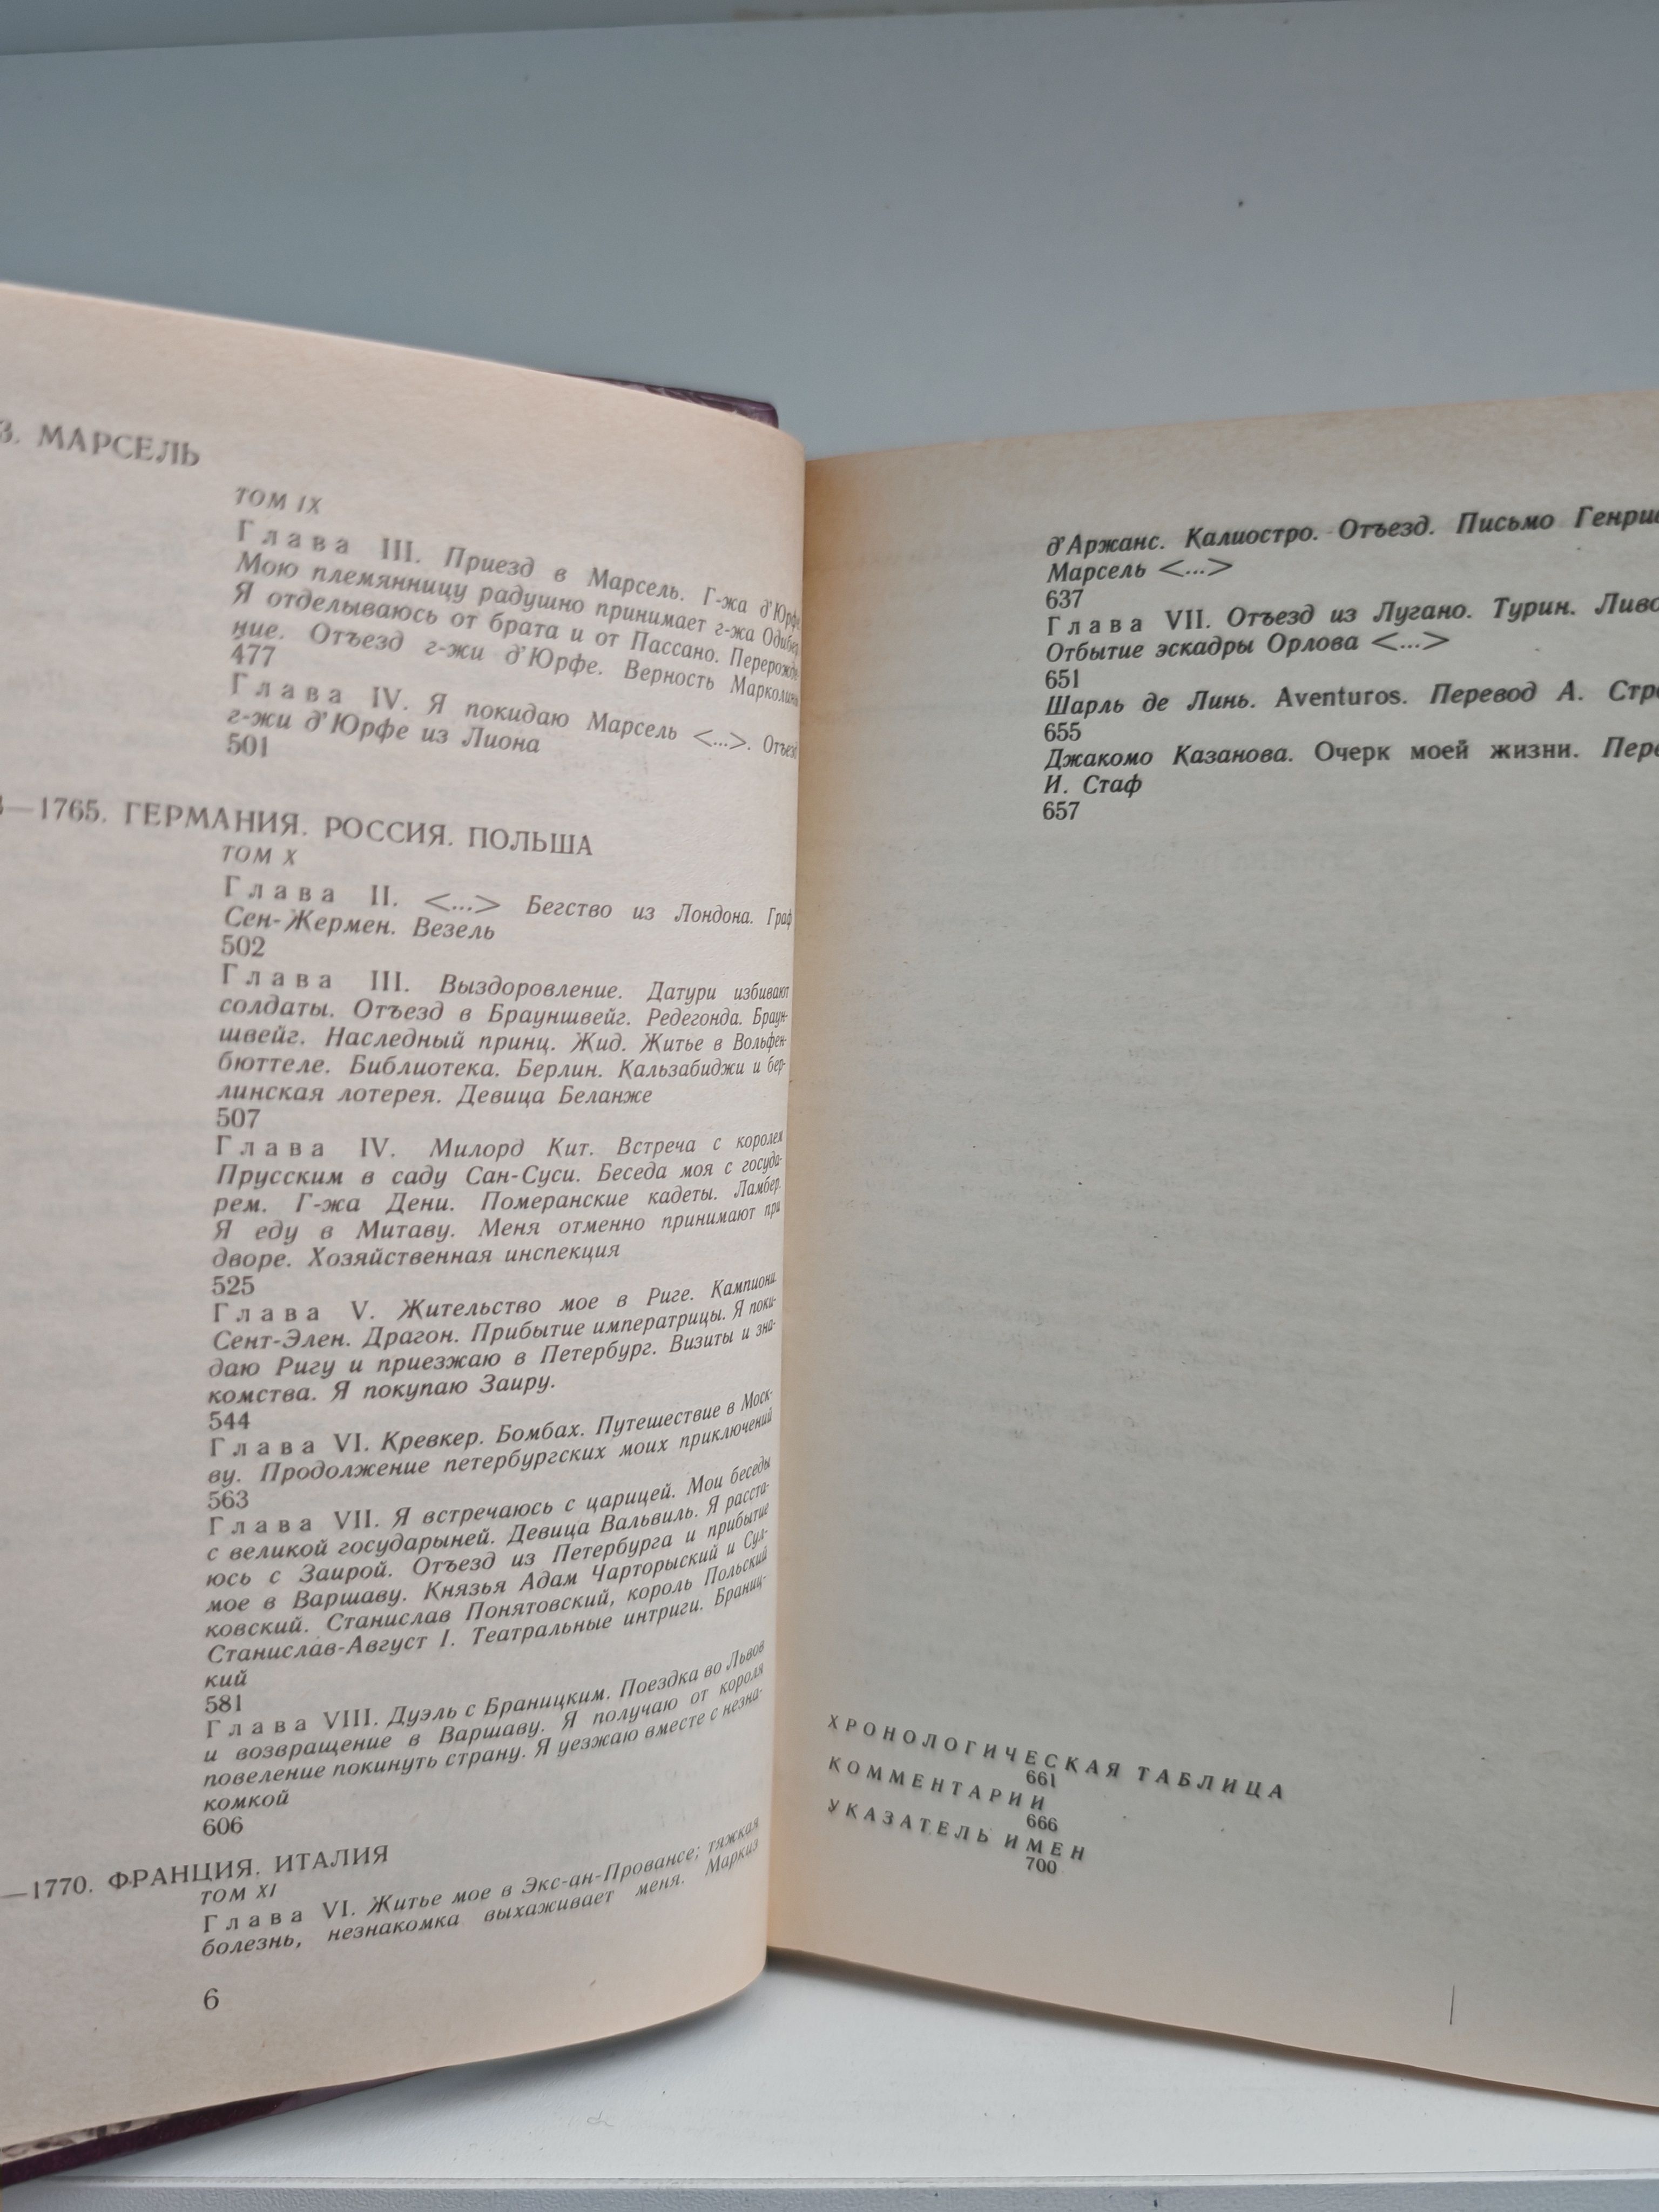 3. МАРСЕЛЬ
ТОМ IX
Глава III. Приезд в Марсель. Г-жа д'Юрфе.
Мою племянницу радушно принимает г-жа Одибер.
Я отделываюсь от брата и от Пассано. Перерожде-
ние. Отъезд г-жи д'Юрфе. Верность Марколины
477
Глава IV. Я покидаю Марсель <...>. Отъезд
г-жи д'Юрфе из Лиона
501
—1765. ГЕРМАНИЯ. РОССИЯ. ПОЛЬША
ТОМ X
Глава II. <...> Бегство из Лондона. Граф
Сен-Жермен. Везель
502
Глава III. Выздоровление. Датури избивают
солдаты. Отъезд в Брауншвейг. Редегонда. Браун-
швейг. Наследный принц. Жид. Житье в Вольфен-
бюттеле. Библиотека. Берлин. Кальзабиджи и бер-
линская лотерея. Девица Беланже
507
Глава IV. Милорд Кит. Встреча с королем
Прусским в саду Сан-Суси. Беседа моя с госуда-
рем. Г-жа Дени. Померанские кадеты. Ламбер.
Я еду в Митаву. Меня отменно принимают при
дворе. Хозяйственная инспекция
525
Глава V. Жительство мое в Риге. Кампиони.
Сент-Элен. Драгон. Прибытие императрицы. Я поки-
даю Ригу и приезжаю в Петербург. Визиты и зна-
комства. Я покупаю Заиру.
544
Глава VI. Кревкер. Бомбах. Путешествие в Моск-
ву. Продолжение петербургских моих приключений
563
Глава VII. Я встречаюсь с царицей. Мои беседы
с великой государыней. Девица Вальвиль. Я расста-
юсь с Заирой. Отъезд из Петербурга и прибытие
мое в Варшаву. Князья Адам Чарторыский и Сул-
ковский. Станислав Понятовский, король Польский
Станислав-Август I. Театральные интриги. Браниц-
кий
581
Глава VIII. Дуэль с Браницким. Поездка во Львов
и возвращение в Варшаву. Я получаю от короля
повеление покинуть страну. Я уезжаю вместе с незна-
комкой
606
—1770. ФРАНЦИЯ. ИТАЛИЯ
ТОМ XI
Глава VI. Житье мое в Экс-ан-Провансе; тяжкая
болезнь, незнакомка выхаживает меня. Маркиз
6
д'Аржанс. Калиостро. Отъезд. Письмо
Марсель <...>
637
Глава VII. Отъезд из Лугано. Турин.
Отбытие эскадры Орлова <...>
651
Шарль де Линь. Aventuros. Перевод А.
655
Джакомо Казанова. Очерк моей жизни.
И. Стаф
657
ХРОНОЛОГИЧЕСКАЯ ТАБЛИЦА
661
КОММЕНТАРИИ
666
УКАЗАТЕЛЬ ИМЕН
700